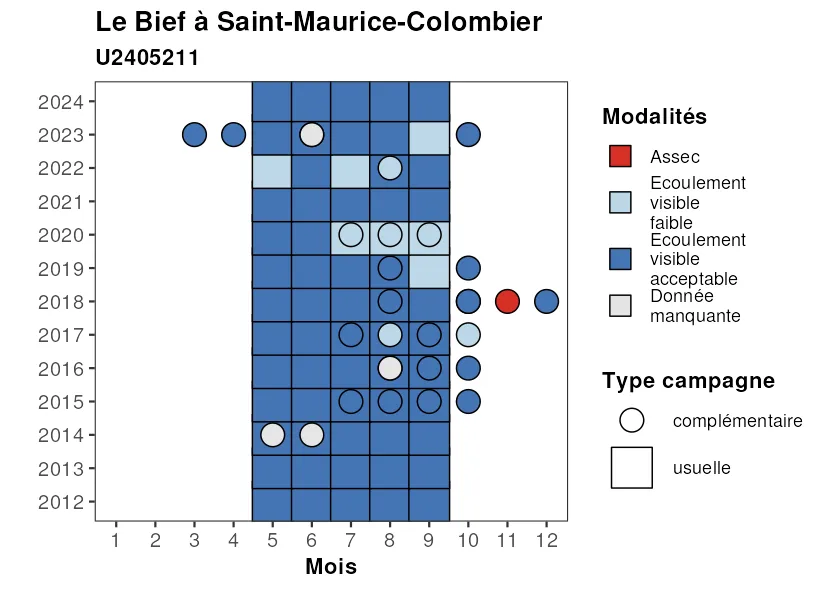 Le Bief à Saint-Maurice-Colombier
U2405211
2024
2023
2022
2021
2020
2019
2018
2017
2016
2015
2014
2013
2012
1 2 3 4 5 6 7 8 9 10 11 12
Mois
Modalités
Assec
Ecoulement
visible
faible
Ecoulement
visible
acceptable
Donnée
manquante
Type campagne
complémentaire
usuelle